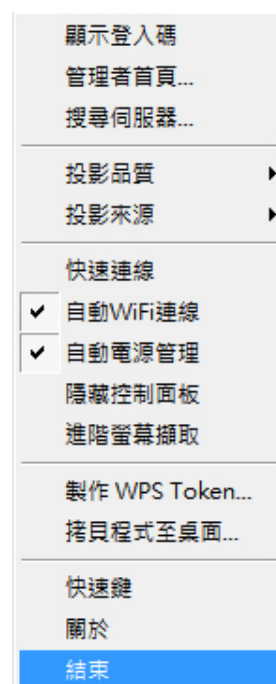 顯示登入碼
管理者首頁...
搜尋伺服器...
投影品質
投影來源
快速連線
自動WiFi連線
自動電源管理
隱藏控制面板
進階螢幕擷取
製作 WPS Token...
拷貝程式至桌面...
快速鍵
關於
結束